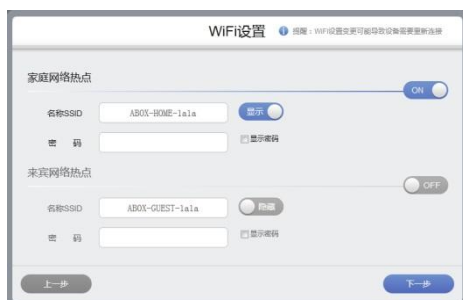 WiFi设置 提醒：WIFI设置变更可能导致设备需要重新连接
家庭网络热点 ON
名称SSID ABOX-HOME-lala 显示
密 码 显示密码
来宾网络热点 OFF
名称SSID ABOX-GUEST-lala 隐藏
密 码 显示密码
上一步 下一步